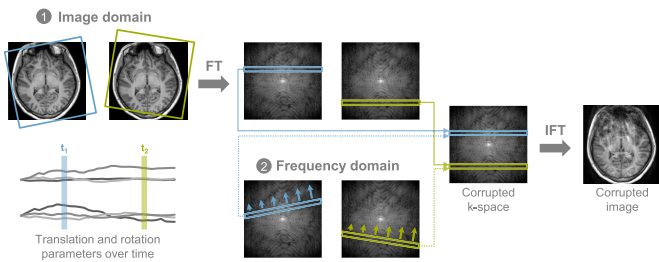 1 Image domain
FT
IFT
t1
t2
2 Frequency domain
Translation and rotation
parameters over time
Corrupted
k-space
Corrupted
image